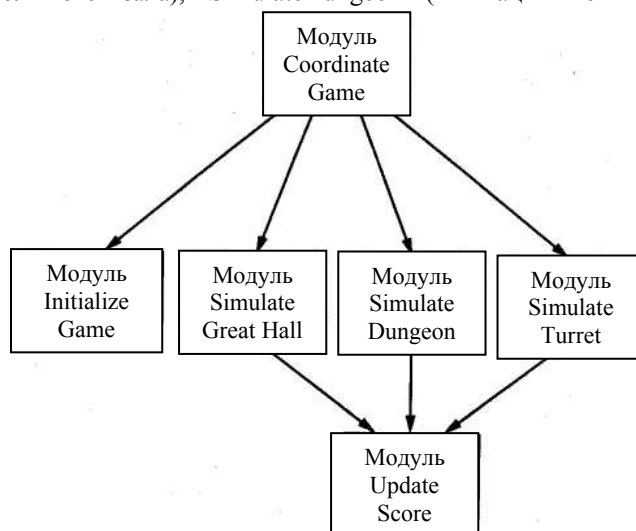 Модуль
Coordinate
Game
Модуль
Initialize
Game
Модуль
Simulate
Great Hall
Модуль
Simulate
Dungeon
Модуль
Simulate
Turret
Модуль
Update
Score